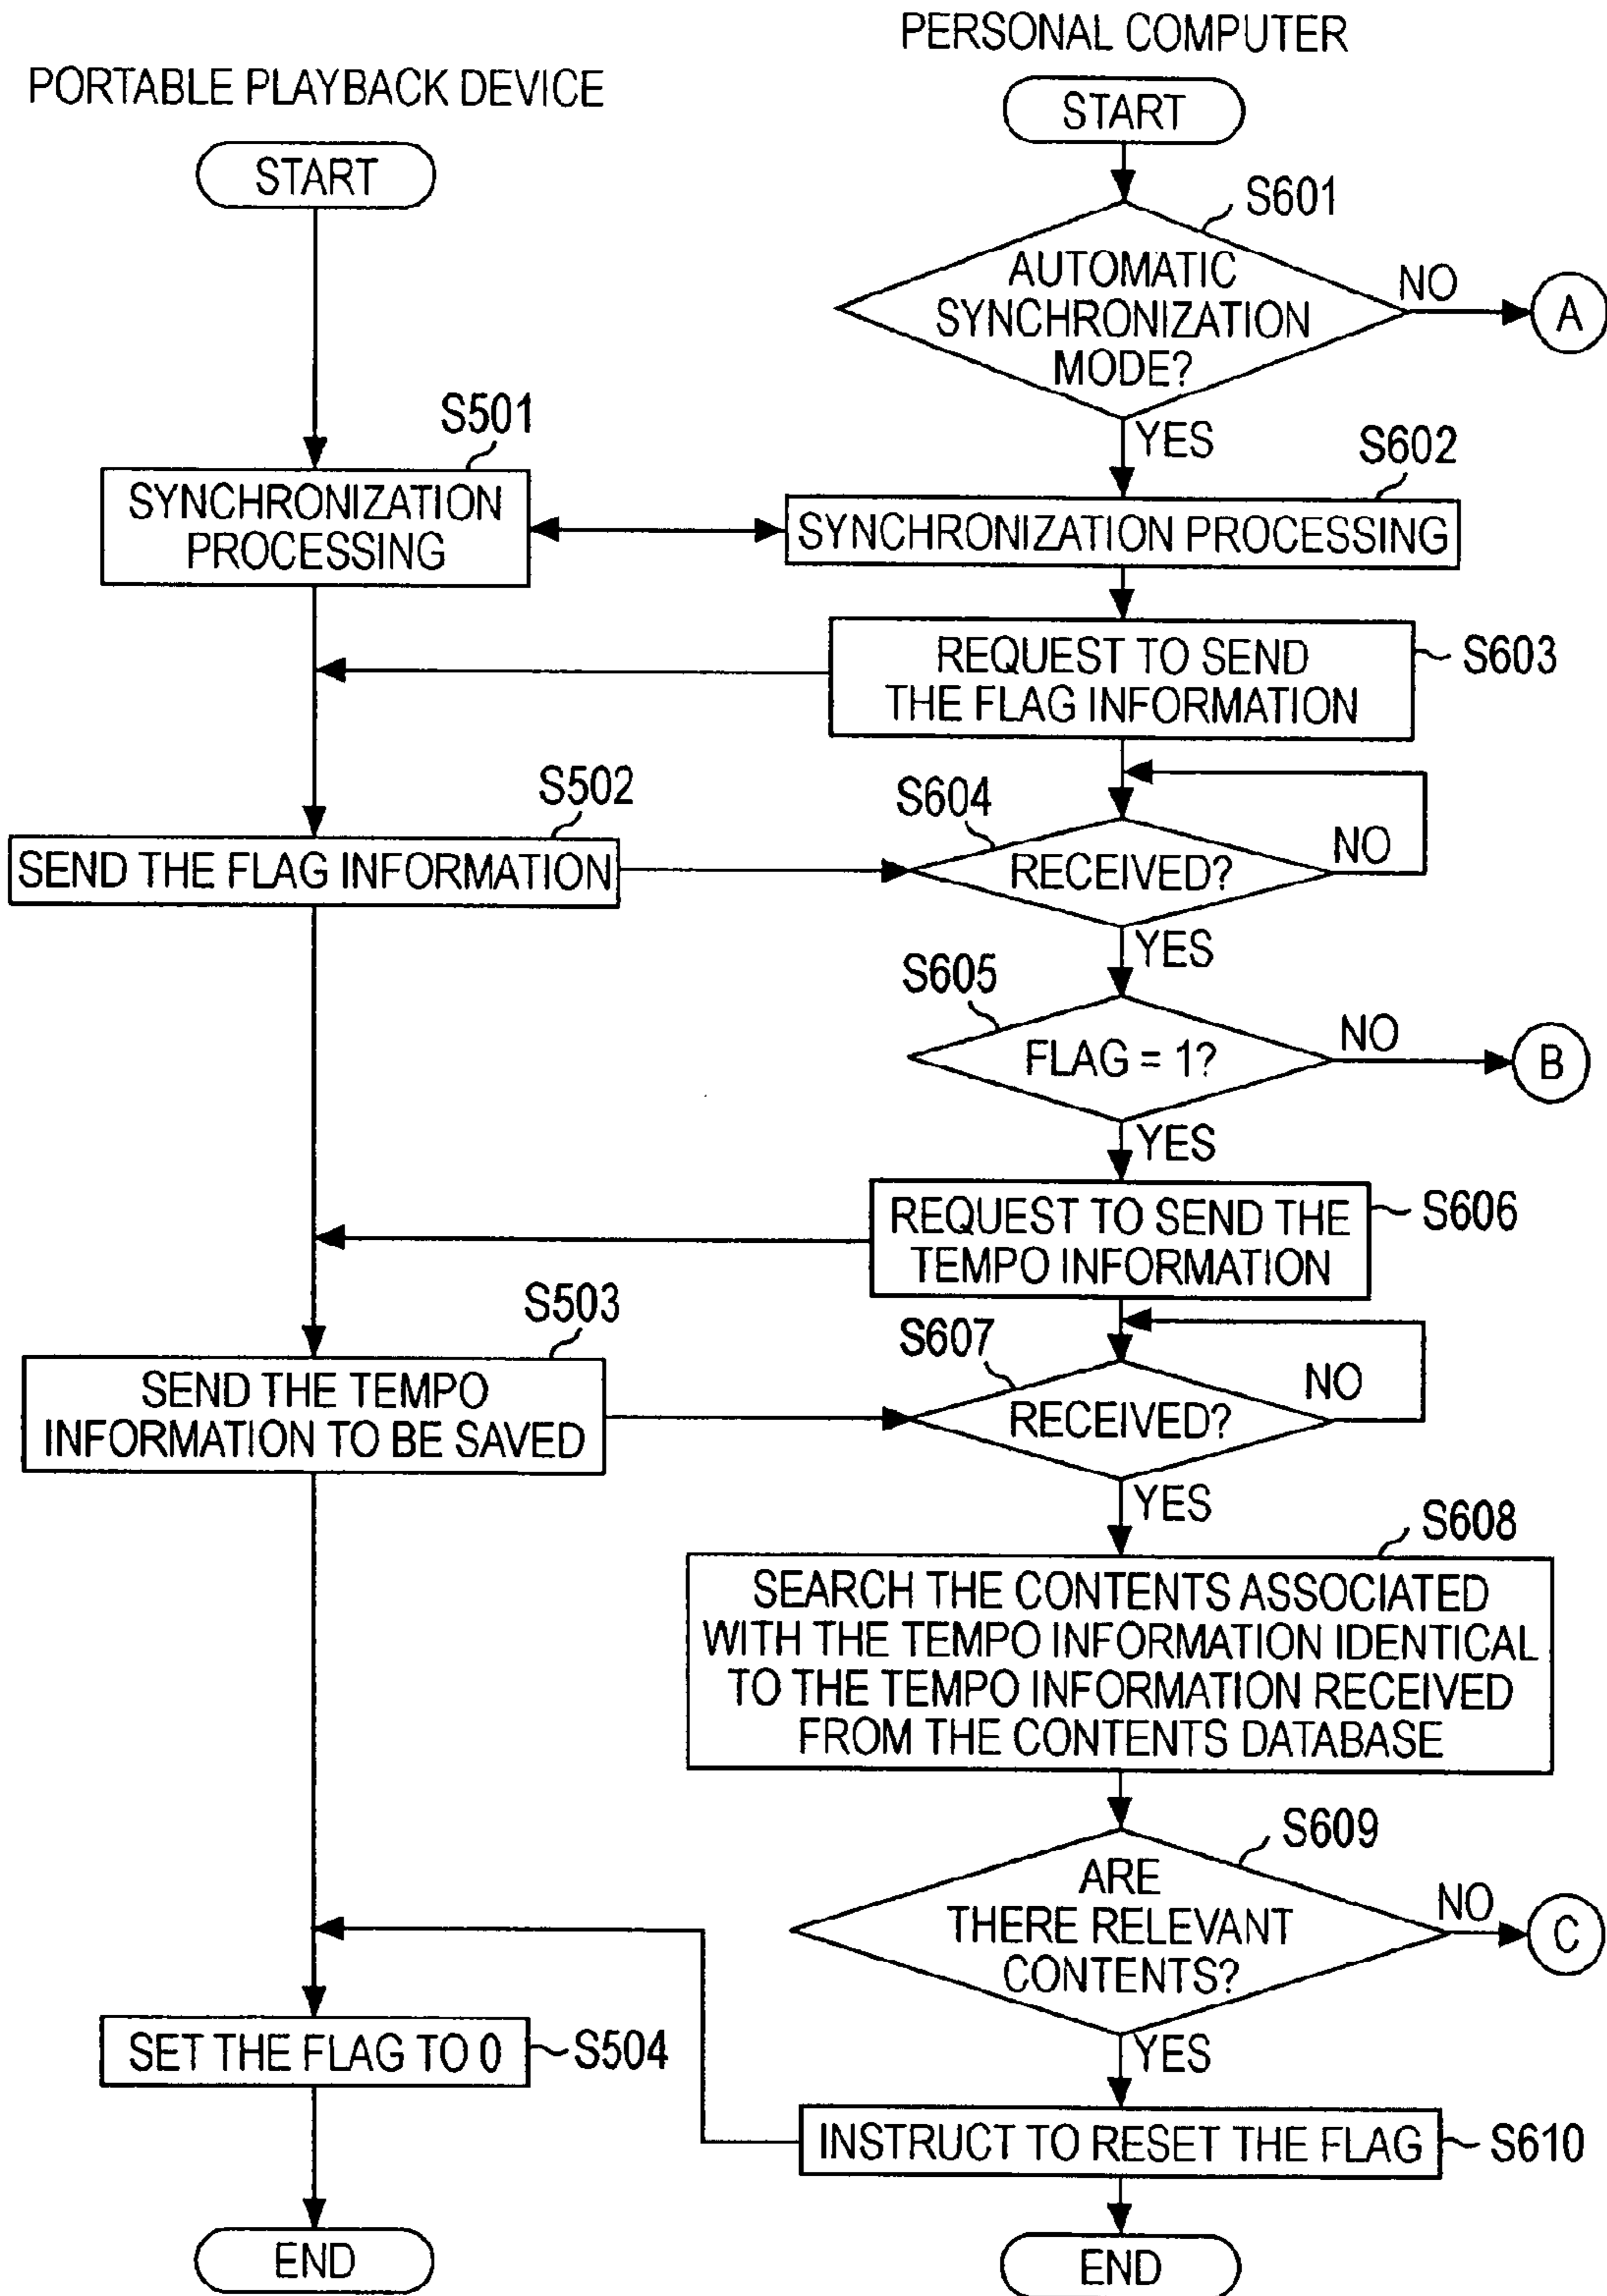 PERSONAL COMPUTER
PORTABLE PLAYBACK DEVICE
START
START
S601
AUTOMATIC
SYNCHRONIZATION
MODE?
NO
A
YES
S501
S602
SYNCHRONIZATION
PROCESSING
SYNCHRONIZATION PROCESSING
REQUEST TO SEND
THE FLAG INFORMATION
S603
S502
S604
SEND THE FLAG INFORMATION
RECEIVED?
NO
YES
S605
FLAG = 1?
NO
B
YES
REQUEST TO SEND THE
TEMPO INFORMATION
S606
S503
S607
SEND THE TEMPO
INFORMATION TO BE SAVED
RECEIVED?
NO
YES
S608
SEARCH THE CONTENTS ASSOCIATED
WITH THE TEMPO INFORMATION IDENTICAL
TO THE TEMPO INFORMATION RECEIVED
FROM THE CONTENTS DATABASE
S609
ARE
THERE RELEVANT
CONTENTS?
NO
C
YES
SET THE FLAG TO 0
S504
INSTRUCT TO RESET THE FLAG
S610
END
END